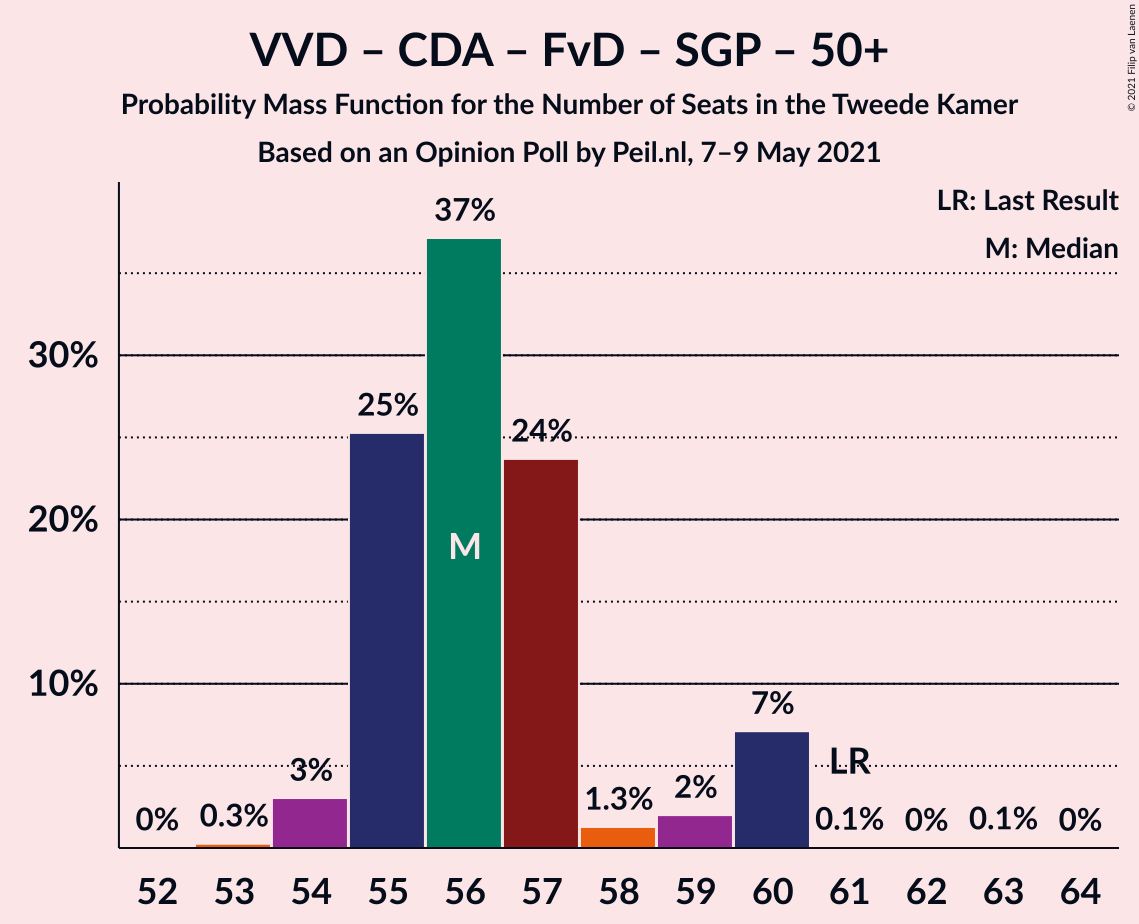 VVD – CDA – FvD – SGP – 50+
Probability Mass Function for the Number of Seats in the Tweede Kamer
Based on an Opinion Poll by Peil.nl, 7–9 May 2021
© 2021 Filip van Laenen
LR: Last Result
M: Median
37%
30%
25%
24%
20%
M
10%
7%
LR
3%
2%
1.3%
0% 0.3% 0.1% 0% 0.1% 0%
52 53 54 55 56 57 58 59 60 61 62 63 64